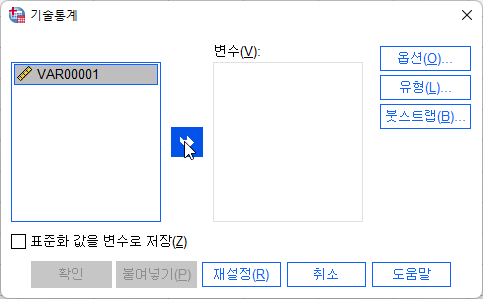 기술통계
변수(V):
VAR00001
옵션(O)...
유형(L)...
붓스트랩(B)...
표준화 값을 변수로 저장(Z)
확인
붙여넣기(P)
재설정(R)
취소
도움말